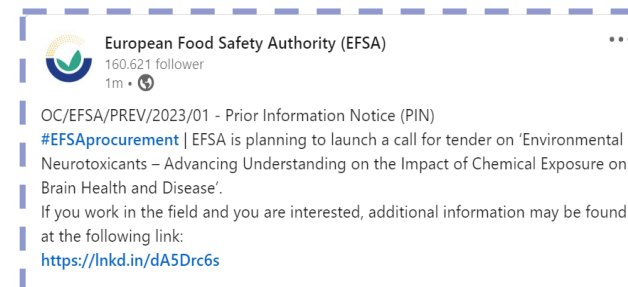 European Food Safety Authority (EFSA)
160.621 follower
1m •
OC/EFSA/PREV/2023/01 - Prior Information Notice (PIN)
#EFSAprocurement | EFSA is planning to launch a call for tender on ‘Environmental
Neurotoxicants – Advancing Understanding on the Impact of Chemical Exposure on
Brain Health and Disease’.
If you work in the field and you are interested, additional information may be found
at the following link:
https://lnkd.in/dA5Drc6s